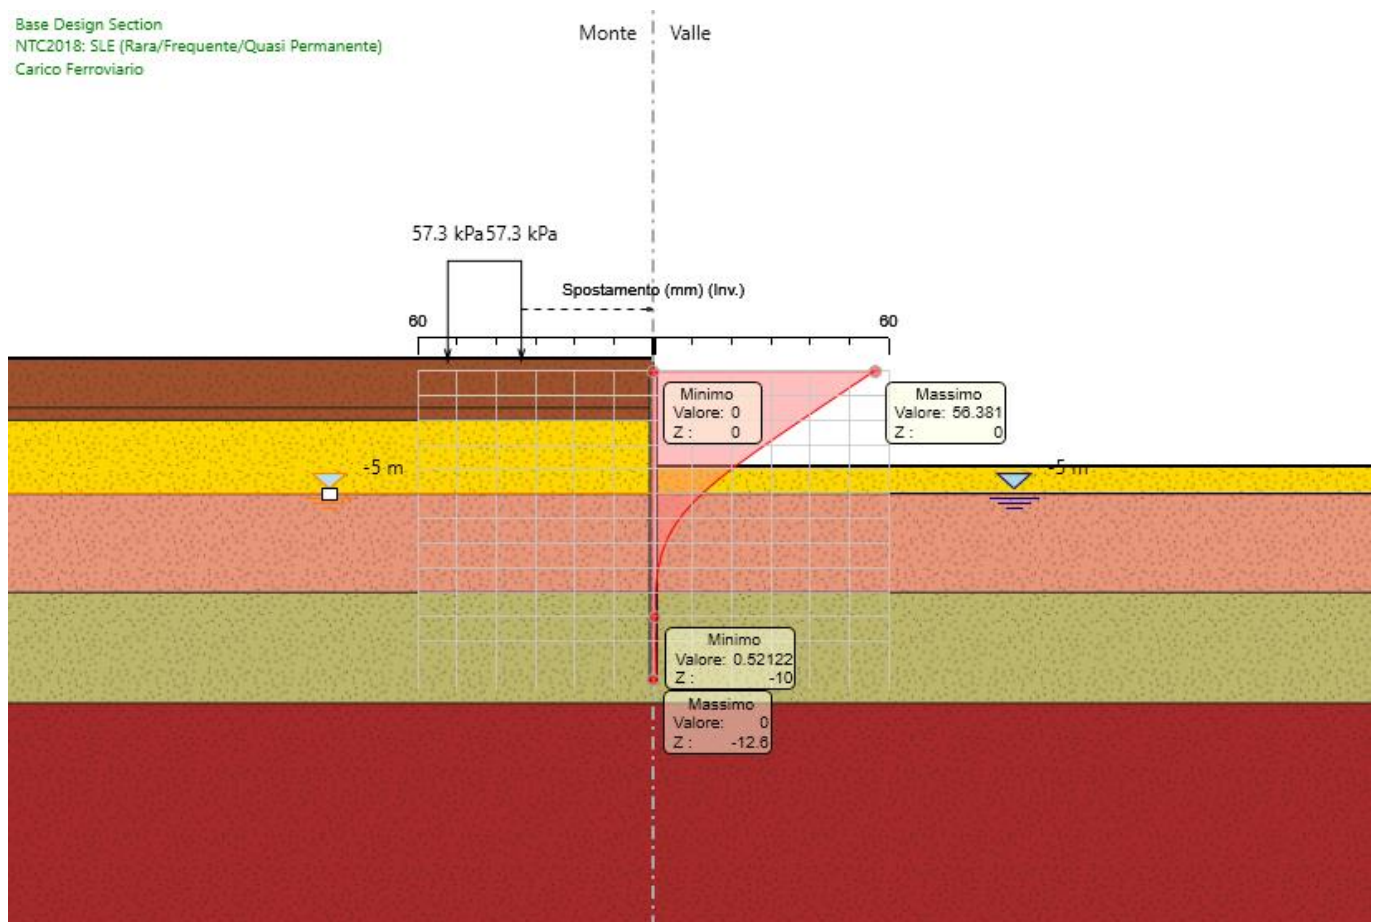 Base Design Section
NTC2018: SLE (Rara/Frequente/Quasi Permanente)
Carico Ferroviario
Monte
Valle
57.3 kPa
57.3 kPa
Spostamento (mm) (Inv.)
60
60
Minimo
Valore: 0
Z : 0
Massimo
Valore: 56.381
Z : 0
-5 m
-5 m
Minimo
Valore: 0.52122
Z : -10
Massimo
Valore: 0
Z : -12.6